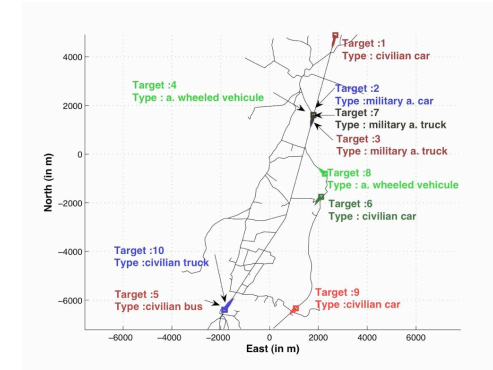 Target :1
Type : civilian car
Target :4
Type : a. wheeled vehicule
Target :2
Type :military a. car
Target :7
Type : military a. truck
Target :3
Type : military a. truck
Target :8
Type : a. wheeled vehicule
Target :6
Type : civilian car
Target :10
Type :civilian truck
Target :5
Type :civilian bus
Target :9
Type :civilian car
4000
2000
0
−2000
−4000
−6000
North (in m)
−6000 −4000 −2000 0 2000 4000 6000
East (in m)